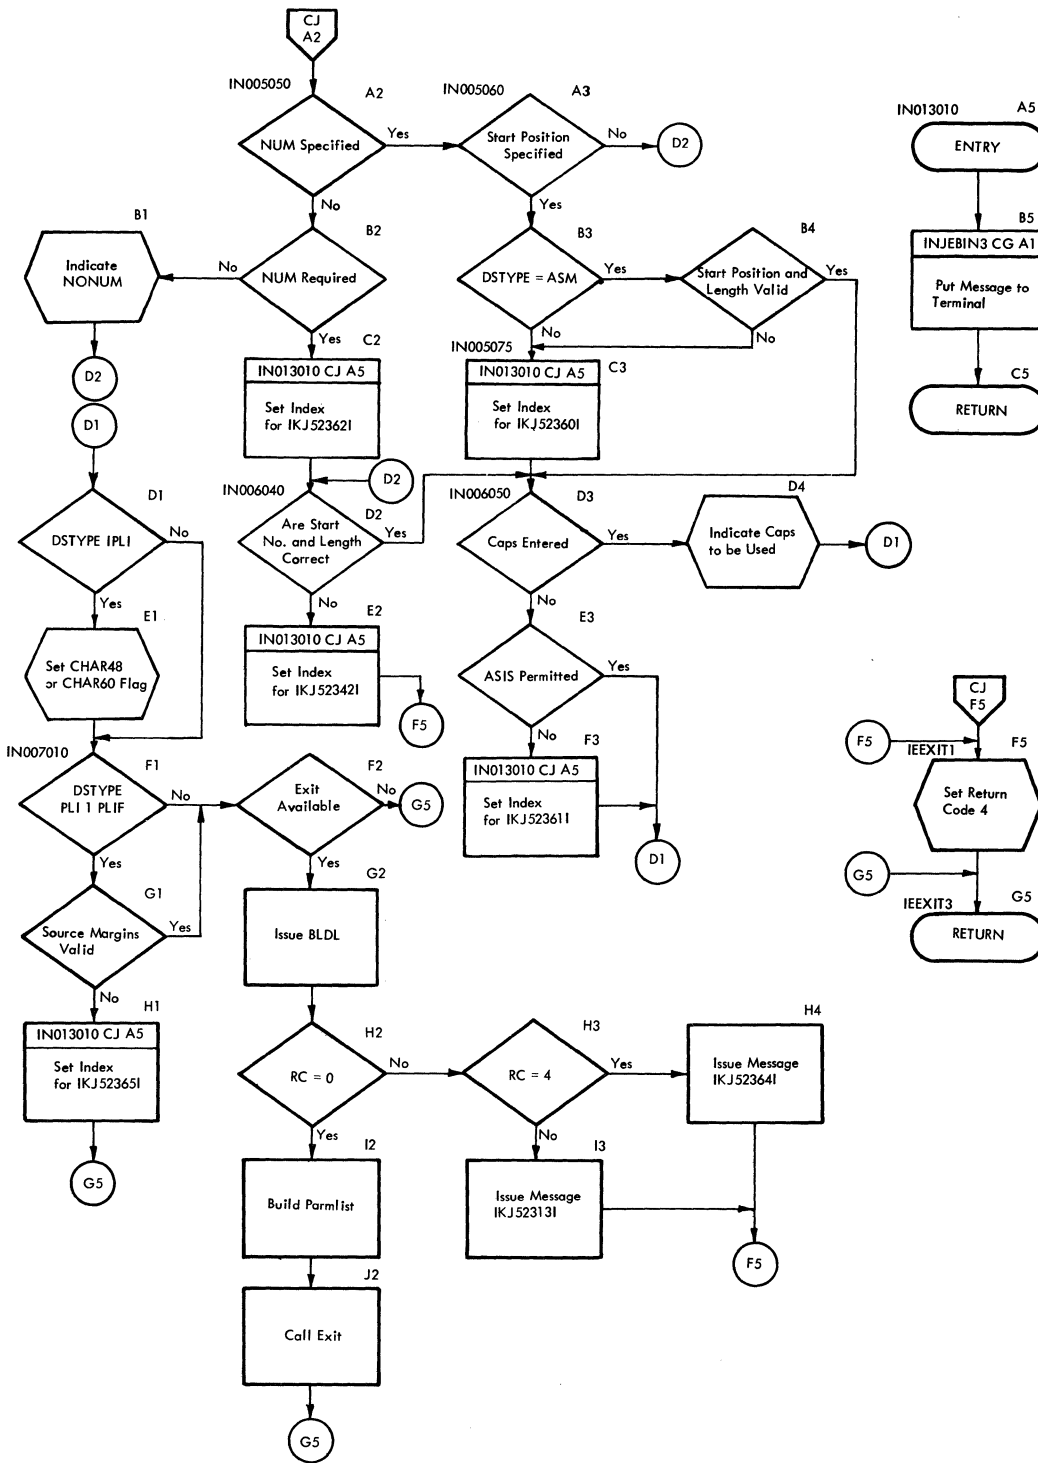 CJ
A2
IN005050
A2
NUM Specified
Yes
No
IN005060
A3
Start Position
Specified
No
D2
Yes
IN013010
A5
ENTRY
B5
INJEBIN3 CG A1
Put Message to
Terminal
C5
RETURN
B1
Indicate
NONUM
No
D2
B2
NUM Required
Yes
B3
DSTYPE = ASM
Yes
No
B4
Start Position and
Length Valid
Yes
No
C2
IN013010 CJ A5
Set Index
for IKJ52362I
IN005075
C3
IN013010 CJ A5
Set Index
for IKJ52360I
D1
D1
DSTYPE IPLI
No
Yes
D2
IN006040
D2
Are Start
No. and Length
Correct
Yes
No
IN006050
D3
Caps Entered
Yes
No
D4
Indicate Caps
to be Used
D1
E1
Set CHAR48
or CHAR60 Flag
E2
IN013010 CJ A5
Set Index
for IKJ52342I
F5
E3
ASIS Permitted
Yes
No
F3
IN013010 CJ A5
Set Index
for IKJ52361I
D1
CJ
F5
F5
IEEXIT1
F5
Set Return
Code 4
G5
IEEXIT3
G5
RETURN
IN007010
F1
DSTYPE
PLI 1 PLIF
No
Yes
F2
Exit
Available
No
G5
Yes
G1
Source Margins
Valid
Yes
No
G2
Issue BLDL
H1
IN013010 CJ A5
Set Index
for IKJ52365I
G5
H2
RC = 0
No
Yes
H3
RC = 4
Yes
No
H4
Issue Message
IKJ52364I
I2
Build Parmlist
I3
Issue Message
IKJ52313I
F5
J2
Call Exit
G5